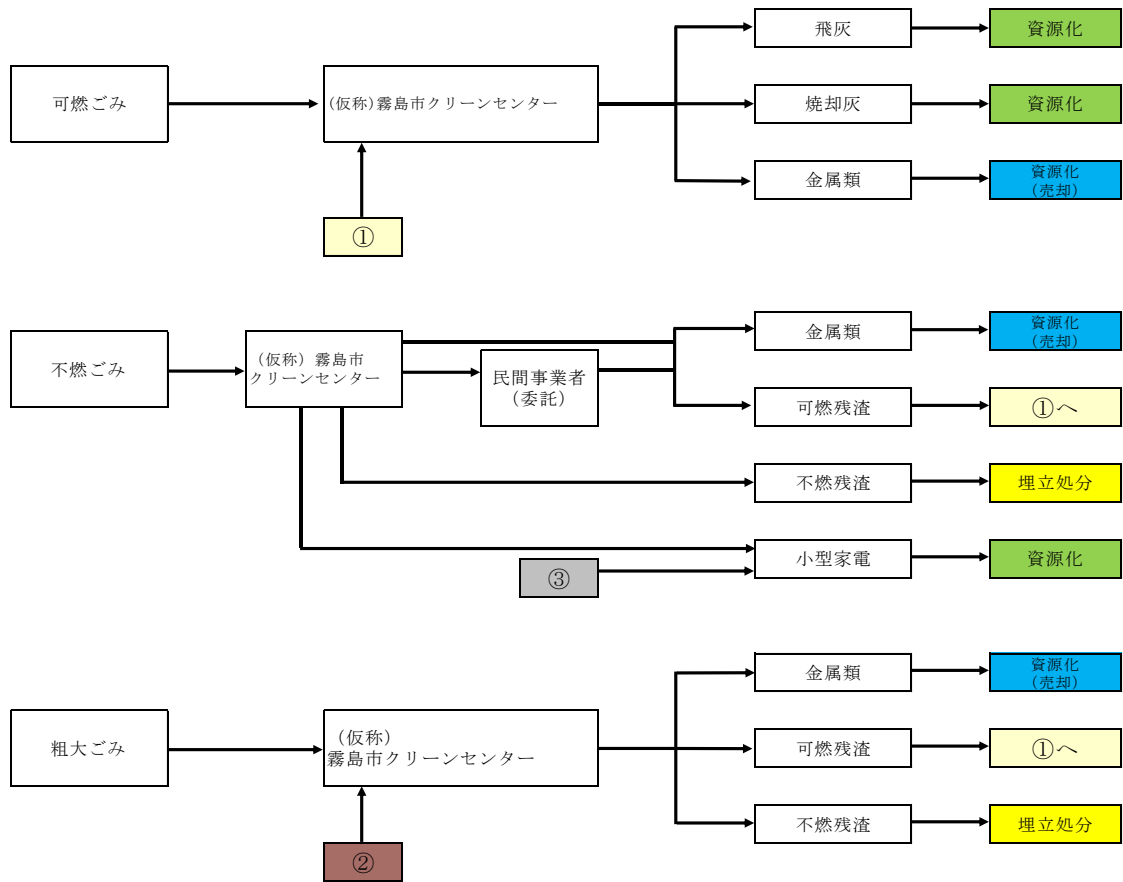 飛灰
資源化
可燃ごみ
(仮称)霧島市クリーンセンター
焼却灰
資源化
金属類
資源化
(売却)
①
不燃ごみ
(仮称) 霧島市
クリーンセンター
民間事業者
(委託)
金属類
資源化
(売却)
可燃残渣
①へ
不燃残渣
埋立処分
小型家電
資源化
③
粗大ごみ
(仮称)
霧島市クリーンセンター
金属類
資源化
(売却)
可燃残渣
①へ
不燃残渣
埋立処分
②